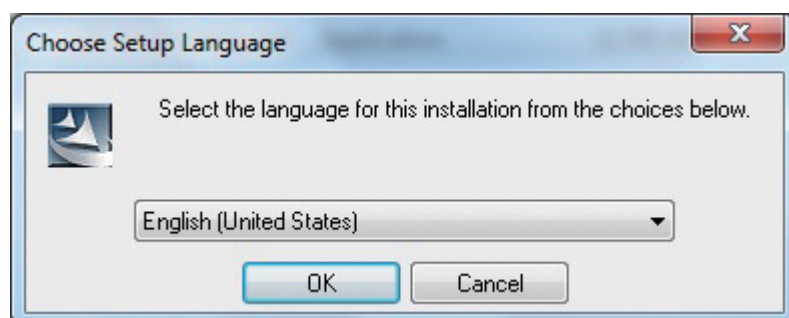 Choose Setup Language
Select the language for this installation from the choices below.
English (United States)
OK
Cancel